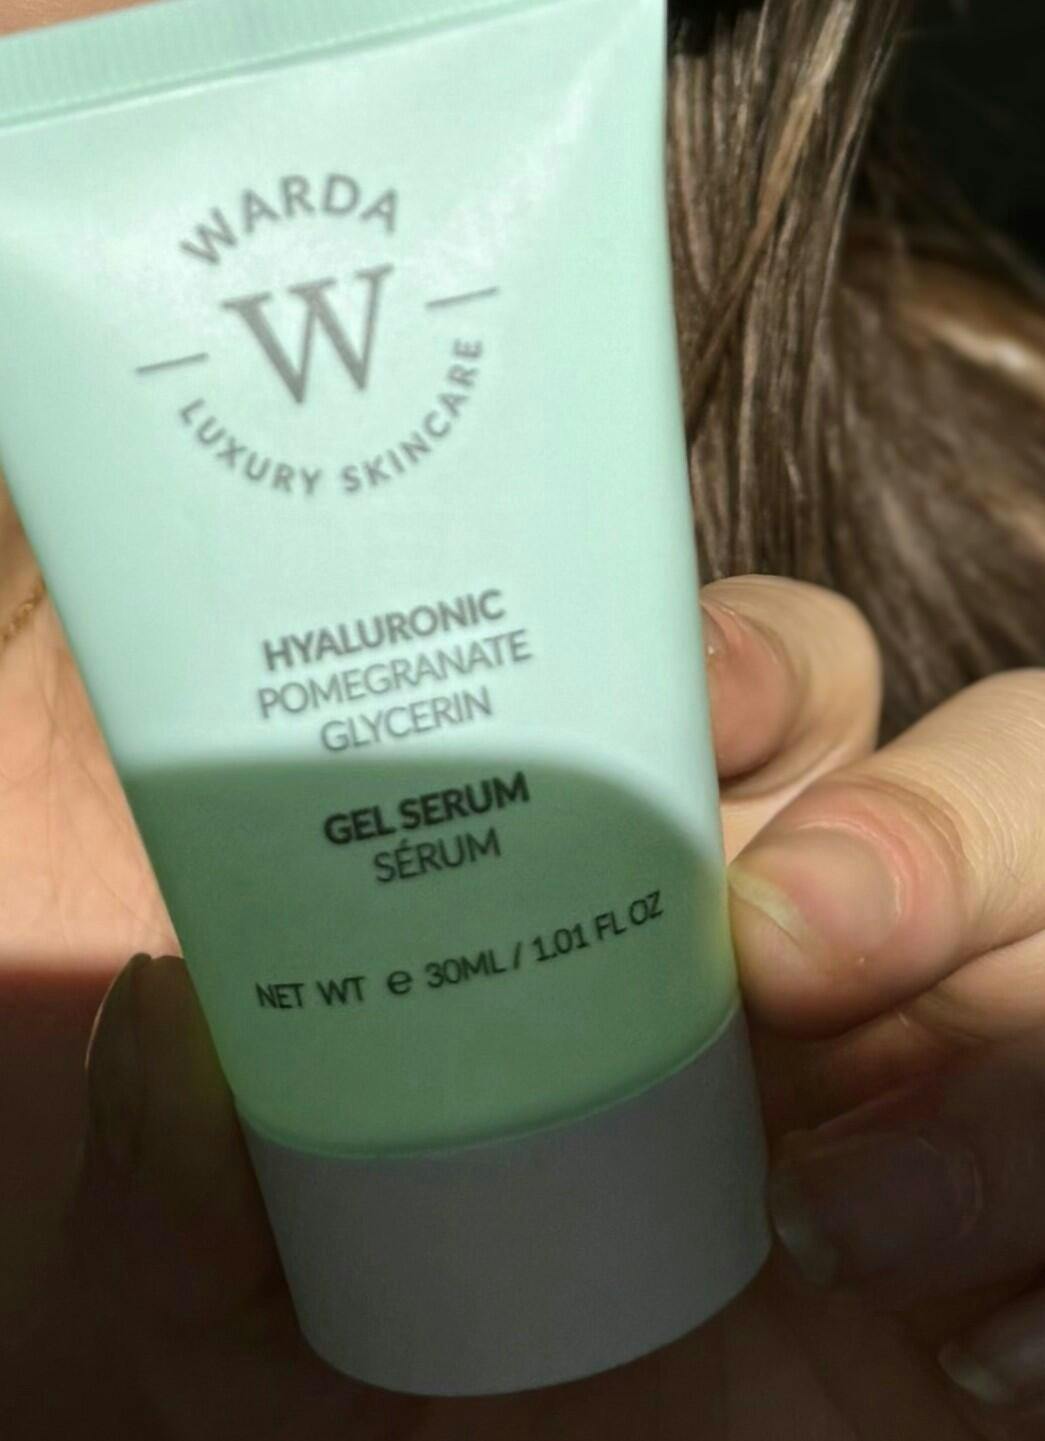 WARDA
W
LUXURY SKINCARE
HYALURONIC
POMEGRANATE
GLYCERIN
GEL SERUM
SÉRUM
NET WT ℮ 30ML / 1.01 FL OZ